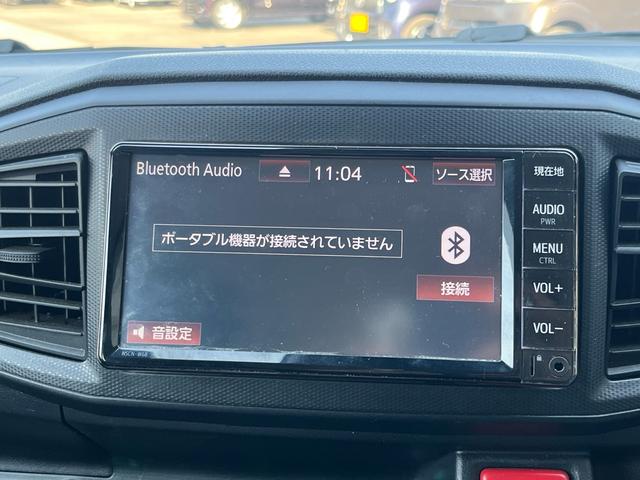 Bluetooth Audio
11:04
ソース選択
現在地
ポータブル機器が接続されていません
AUDIO
PWR
MENU
CTRL
接続
VOL+
音設定
VOL-
NSCN-W68